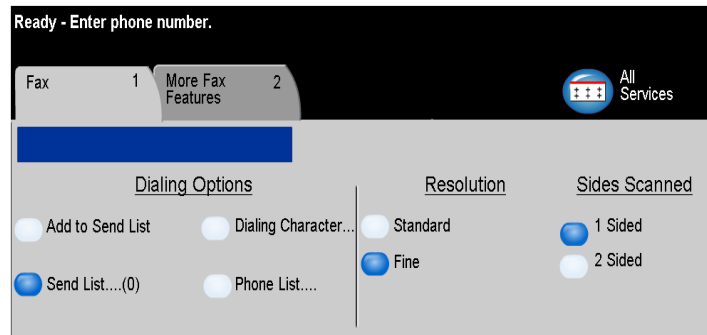 Ready - Enter phone number.
Fax 1
More Fax 2
Features
All
Services
Dialing Options
Add to Send List
Dialing Character...
Send List....(0)
Phone List....
Resolution
Standard
Fine
Sides Scanned
1 Sided
2 Sided